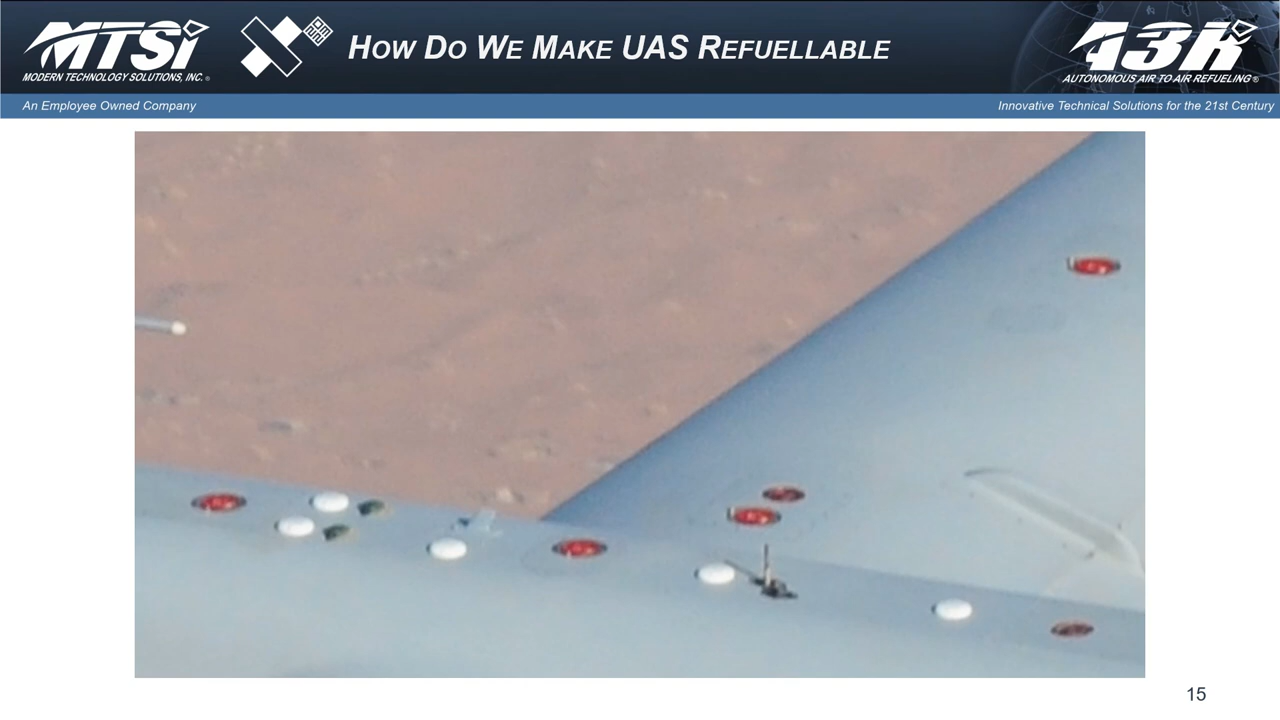 MTSi
MODERN TECHNOLOGY SOLUTIONS, INC.®
HOW DO WE MAKE UAS REFUELLABLE
A3R
AUTONOMOUS AIR TO AIR REFUELING®
An Employee Owned Company
Innovative Technical Solutions for the 21st Century
15